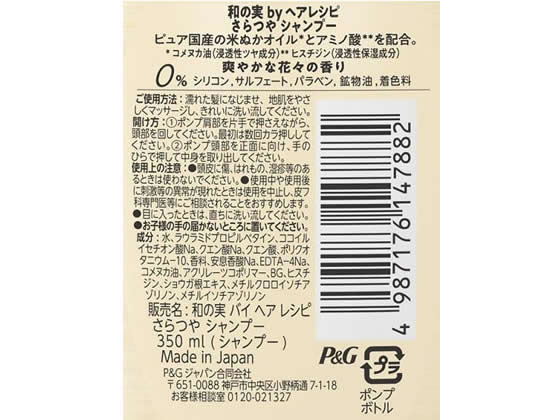 和の実 by ヘアレシピ
さらつや シャンプー
ピュア国産の米ぬかオイル*とアミノ酸**を配合。
*コメヌカ油(浸透性ツヤ成分) **ヒスチジン(浸透性保湿成分)
爽やかな花々の香り
0% シリコン,サルフェート,パラベン,鉱物油,着色料
ご使用方法:濡れた髪になじませ、地肌をやさし
くマッサージし、きれいに洗い流してください。
開け方:①ポンプ肩部を片手で押さえながら、
頭部を回してください。最初は数回カラ押しして
ください。②ポンプ頭部を正面に向け、手の
ひらで押して中身を取り出してください。
使用上の注意:●頭皮に傷、はれもの、湿疹等のあ
るときは使わないでください。●使用中や使用後
に刺激等の異常が現れたときは使用を中止し、皮フ
科専門医等にご相談されることをおすすめします。
●目に入ったときは、直ちに洗い流してください。
●お子様の手の届かないところに置いてください。
成分:水、ラウラミドプロピルベタイン、ココイル
イセチオン酸Na、クエン酸Na、クエン酸、ポリクオ
タニウム-10、香料、安息香酸Na、EDTA-4Na、
コメヌカ油、アクリレーツコポリマー、BG、ヒスチ
ジン、ショウガ根エキス、メチルクロロイソチア
ゾリノン、メチルイソチアゾリノン
販売名:和の実 バイ ヘア レシピ
さらつや シャンプー
350 ml (シャンプー)
Made in Japan
P&G ジャパン合同会社
〒651-0088 神戸市中央区小野柄通 7-1-18
お客様相談室 0120-021327
4 987176 147882
P&G
プラ
ポンプ
ボトル